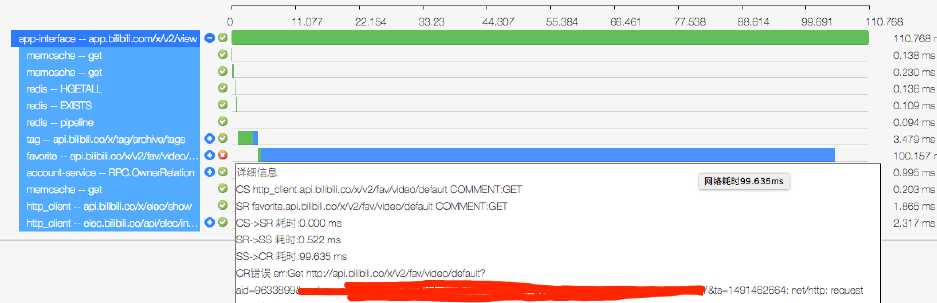 0 11.077 22.154 33.23 44.307 55.384 66.461 77.538 88.614 99.691 110.768
app-interface -- app.bilibili.com/x/v2/view 110.768 ms
memcache -- get 0.138 ms
memcache -- get 0.230 ms
redis -- HGETALL 0.136 ms
redis -- EXISTS 0.109 ms
redis -- pipeline 0.094 ms
tag -- api.bilibili.co/x/tag/archive/tags 3.479 ms
favorite -- api.bilibili.co/x/v2/fav/video/... 100.157 ms
account-service -- RPC.OwnerRelation 0.995 ms
memcache -- get 0.203 ms
http_client -- api.bilibili.co/x/elec/show 1.865 ms
http_client -- elec.bilibili.co/api/elec/in... 2.317 ms
详细信息
网络耗时99.635ms
CS http_client.api.bilibili.co/x/v2/fav/video/default COMMENT:GET
SR favorite.api.bilibili.co/x/v2/fav/video/default COMMENT:GET
CS->SR 耗时:0.000 ms
SR->SS 耗时:0.522 ms
SS->CR 耗时:99.635 ms
CR错误 err:Get http://api.bilibili.co/x/v2/fav/video/default?
aid=9633899& &ts=1491462664: net/http: request